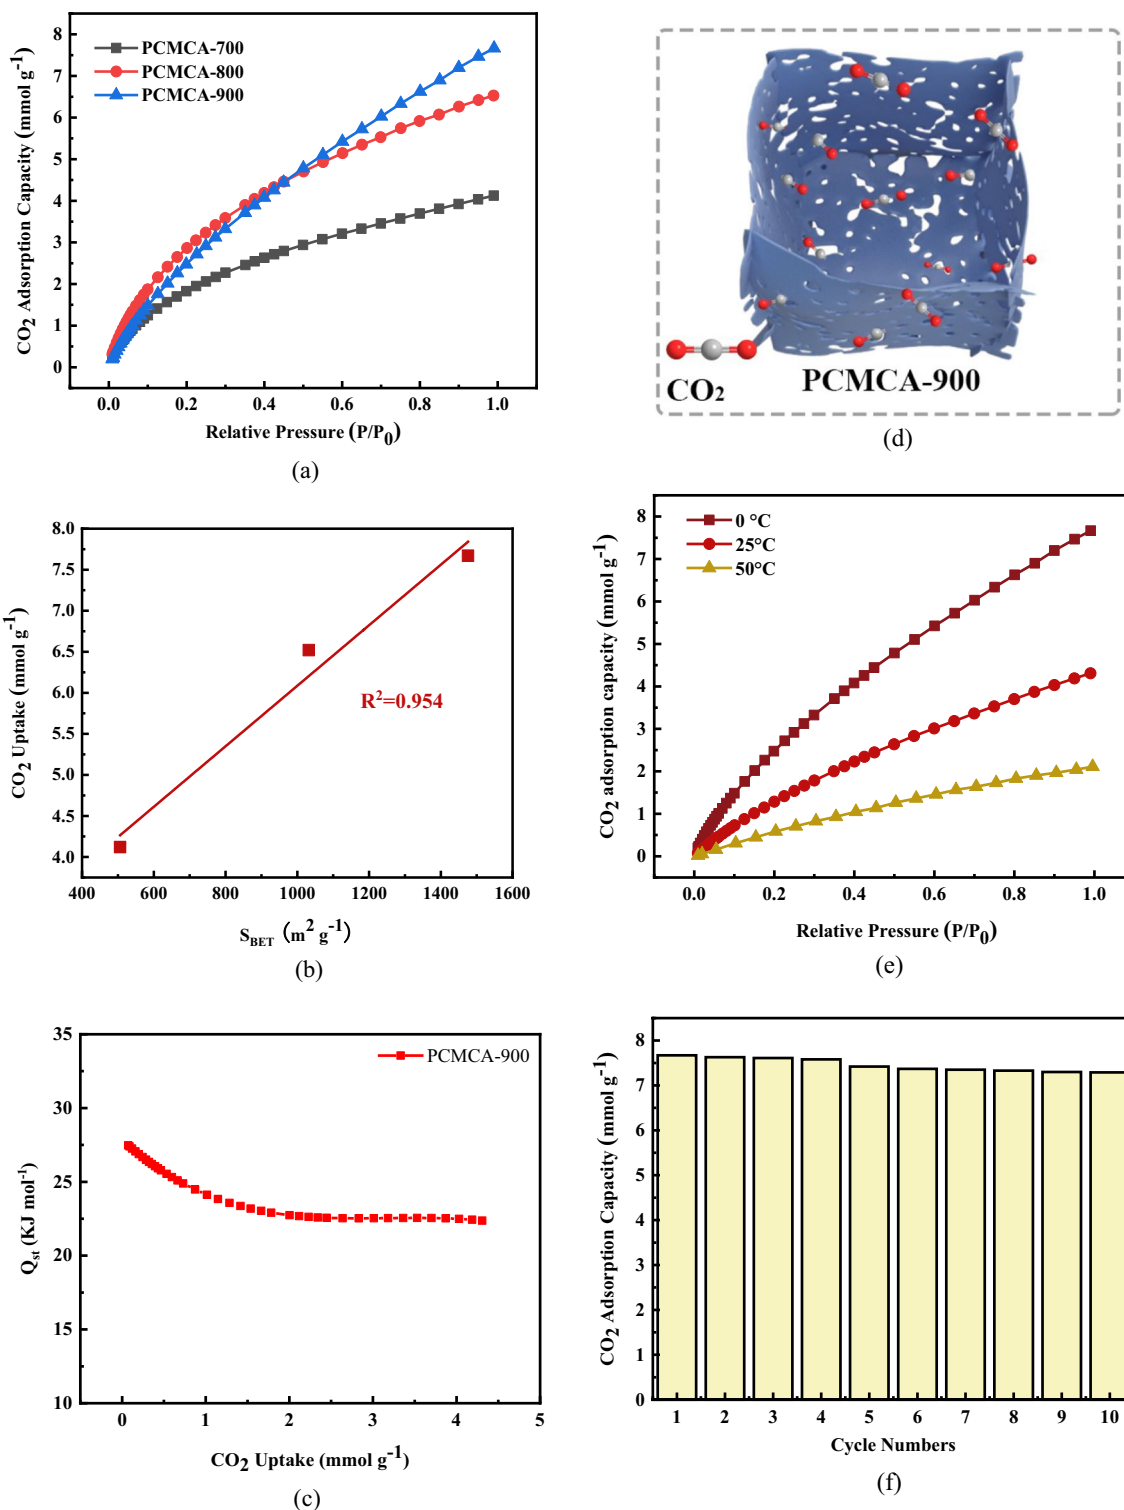 8
7
6
5
4
3
2
1
0
PCMCA-700
PCMCA-800
PCMCA-900
CO2 Adsorption Capacity (mmol g-1)
0.0 0.2 0.4 0.6 0.8 1.0
Relative Pressure (P/P0)
(a)
CO2
PCMCA-900
(d)
8.0
7.5
7.0
6.5
6.0
5.5
5.0
4.5
4.0
CO2 Uptake (mmol g-1)
R2=0.954
400 600 800 1000 1200 1400 1600
SBET (m2 g-1)
(b)
8
7
6
5
4
3
2
1
0
0 °C
25°C
50°C
CO2 adsorption capacity (mmol g-1)
0.0 0.2 0.4 0.6 0.8 1.0
Relative Pressure (P/P0)
(e)
35
30
25
20
15
10
PCMCA-900
Qst (KJ mol-1)
0 1 2 3 4 5
CO2 Uptake (mmol g-1)
(c)
8
7
6
7
4
3
2
1
0
CO2 Adsorption Capacity (mmol g-1)
1 2 3 4 5 6 7 8 9 10
Cycle Numbers
(f)